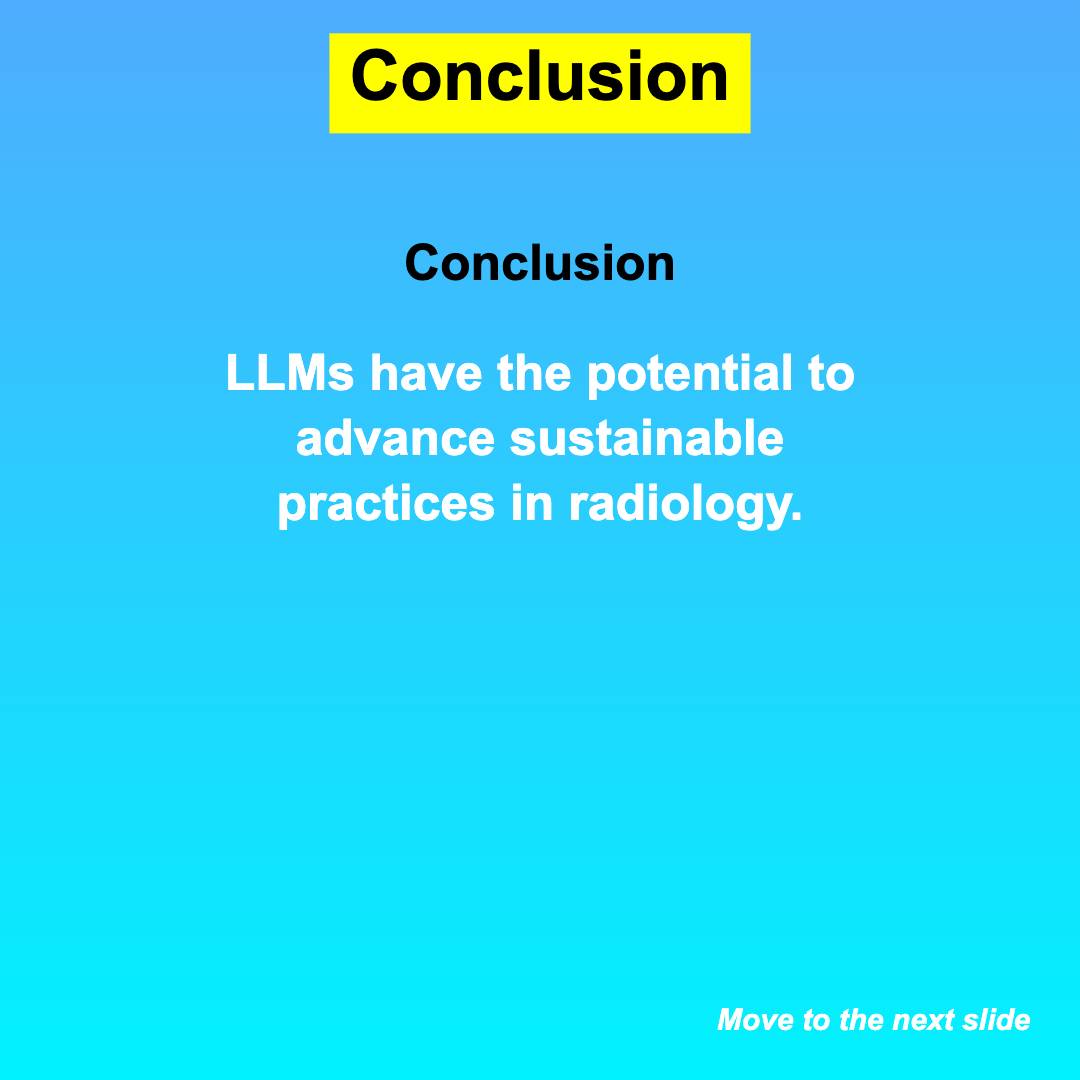 Conclusion
Conclusion
LLMs have the potential to
advance sustainable
practices in radiology.
Move to the next slide